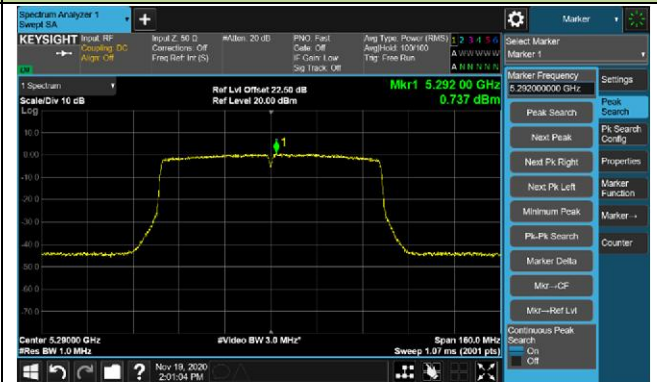 Spectrum Analyzer 1
Swept SA
+
Marker
KEYSIGHT
Input: RF
Coupling: DC
Align: Off
Input Z: 50 Ω
Corrections: Off
Freq Ref: Int (S)
#Atten: 20 dB
PNO: Fast
Gate: Off
IF Gain: Low
Sig Track: Off
Avg Type: Power (RMS)
Avg|Hold: 100/100
Trig: Free Run
1 2 3 4 5 6
A W W W W W
A N N N N N
Select Marker
Marker 1
1 Spectrum
Scale/Div 10 dB
Log
Ref Lvl Offset 22.50 dB
Ref Level 20.00 dBm
Mkr1 5.292 00 GHz
0.737 dBm
10.0
0.00
-10.0
-20.0
-30.0
-40.0
-50.0
-60.0
-70.0
1
Center 5.29000 GHz
#Res BW 1.0 MHz
#Video BW 3.0 MHz*
Span 160.0 MHz
Sweep 1.07 ms (2001 pts)
Marker Frequency
5.292000000 GHz
Peak Search
Next Peak
Next Pk Right
Next Pk Left
Minimum Peak
Pk-Pk Search
Marker Delta
Mkr→CF
Mkr→Ref Lvl
Continuous Peak
Search
On
Off
Settings
Peak
Search
Pk Search
Config
Properties
Marker
Function
Marker→
Counter
?
Nov 19, 2020
2:01:04 PM